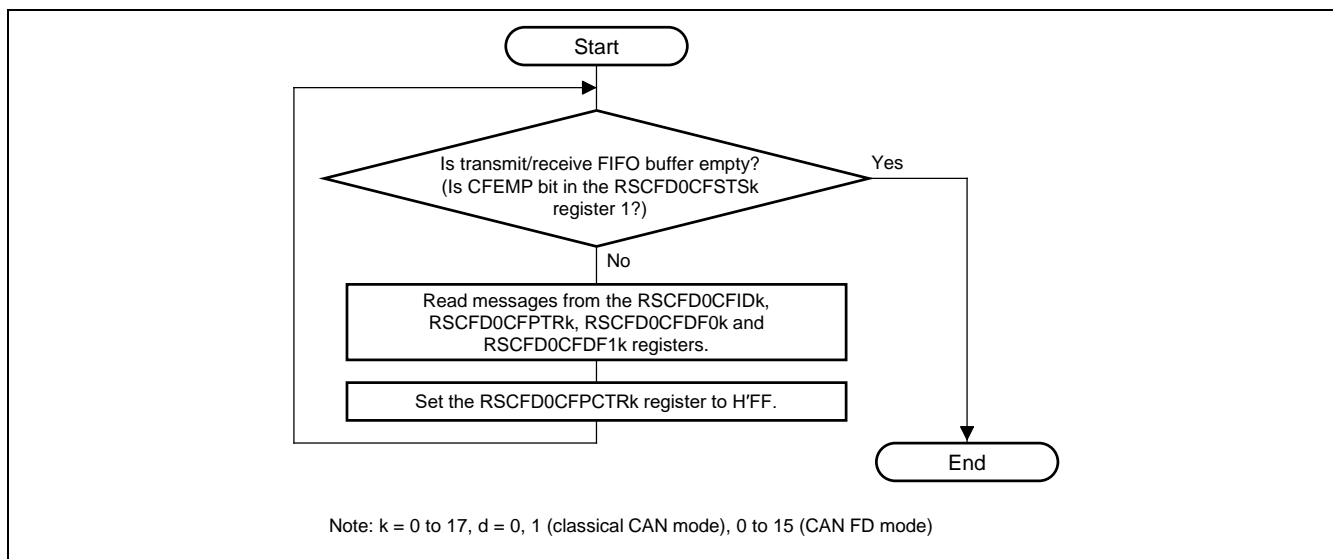 Start
Is transmit/receive FIFO buffer empty?
(Is CFEMP bit in the RSCFD0CFSTSk
register 1?)
Yes
No
Read messages from the RSCFD0CFIDk,
RSCFD0CFPTRk, RSCFD0CFDF0k and
RSCFD0CFDF1k registers.
Set the RSCFD0CFPCTRk register to H'FF.
End
Note: k = 0 to 17, d = 0, 1 (classical CAN mode), 0 to 15 (CAN FD mode)